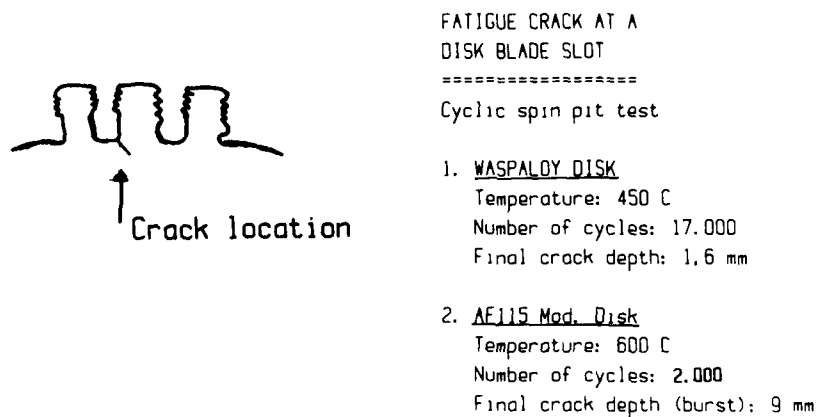 FATIGUE CRACK AT A
DISK BLADE SLOT
===================
Cyclic spin pit test
1. WASPALOY DISK
Temperature: 450 C
Number of cycles: 17.000
Final crack depth: 1,6 mm
2. AF115 Mod. Disk
Temperature: 600 C
Number of cycles: 2.000
Final crack depth (burst): 9 mm
Crack location